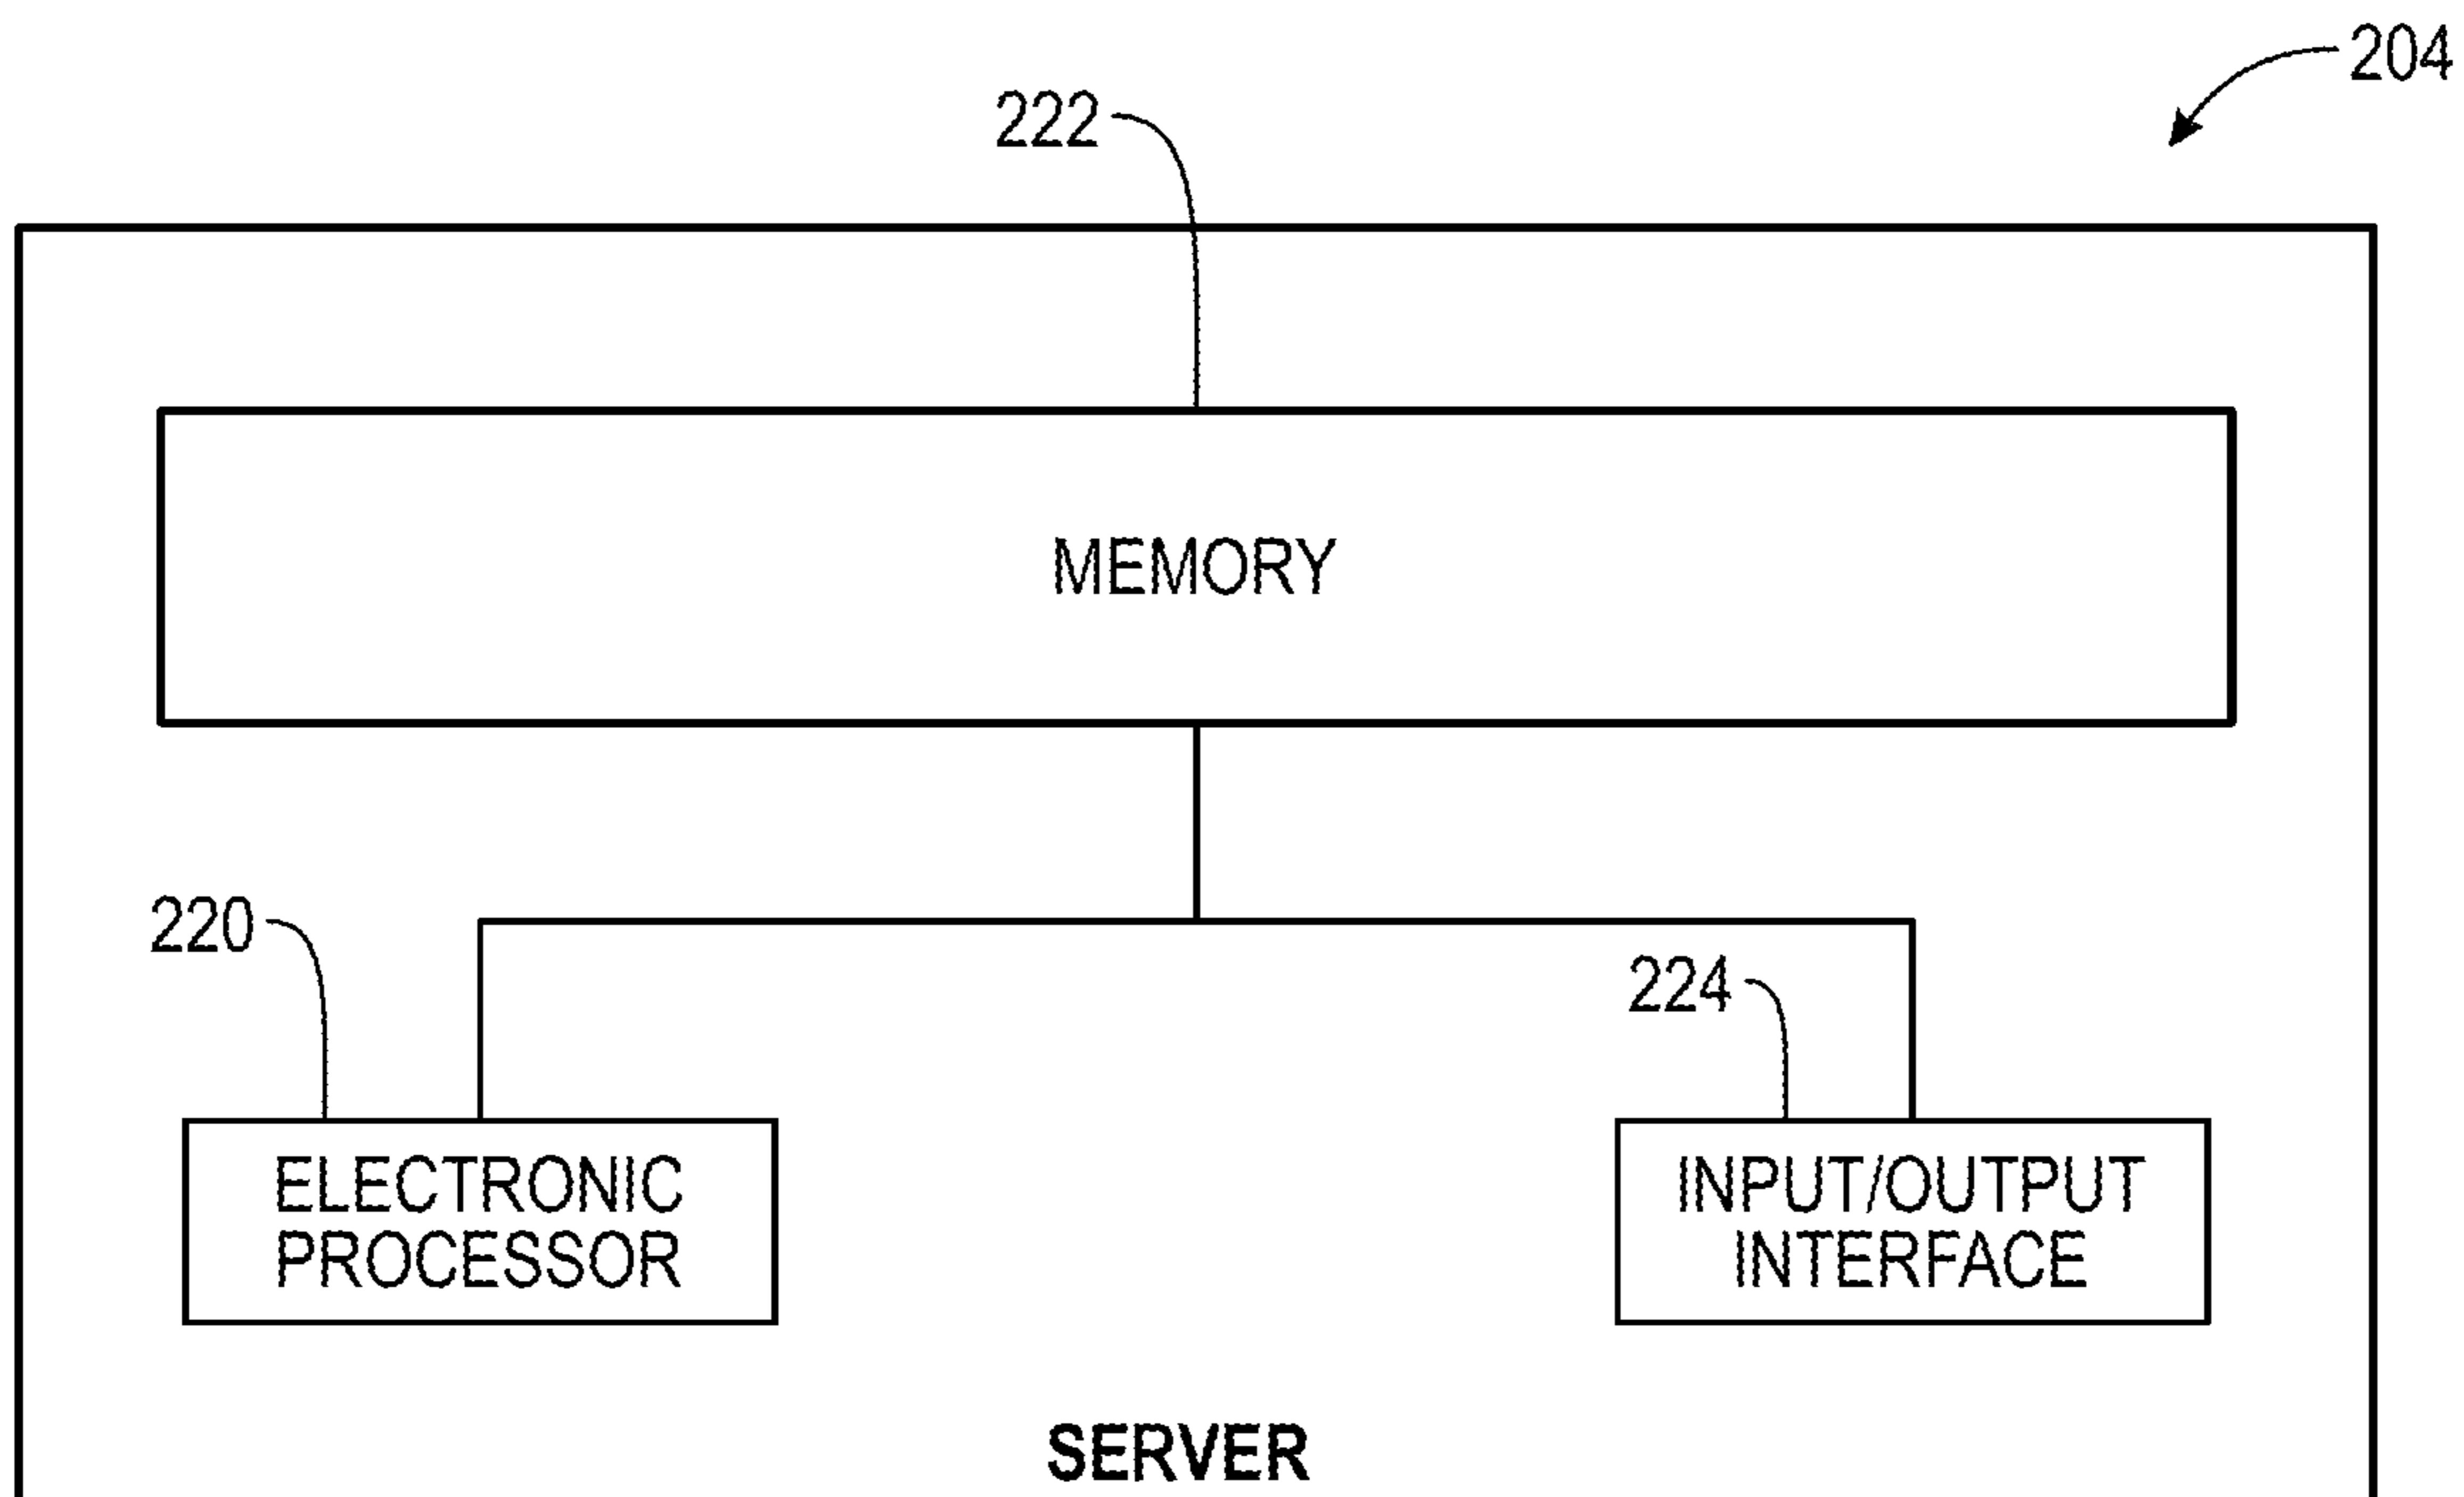 204
222
MEMORY
220
224
ELECTRONIC
PROCESSOR
INPUT/OUTPUT
INTERFACE
SERVER